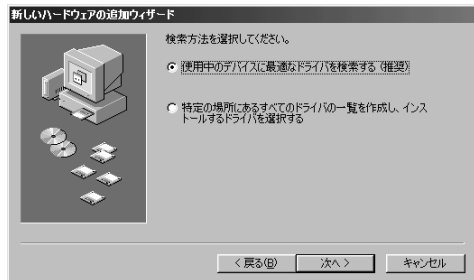 新しいハードウェアの追加ウィザード
検索方法を選択してください。
使用中のデバイスに最適なドライバを検索する (推奨)
特定の場所にあるすべてのドライバの一覧を作成し、インス
トールするドライバを選択する
< 戻る(B)
次へ >
キャンセル